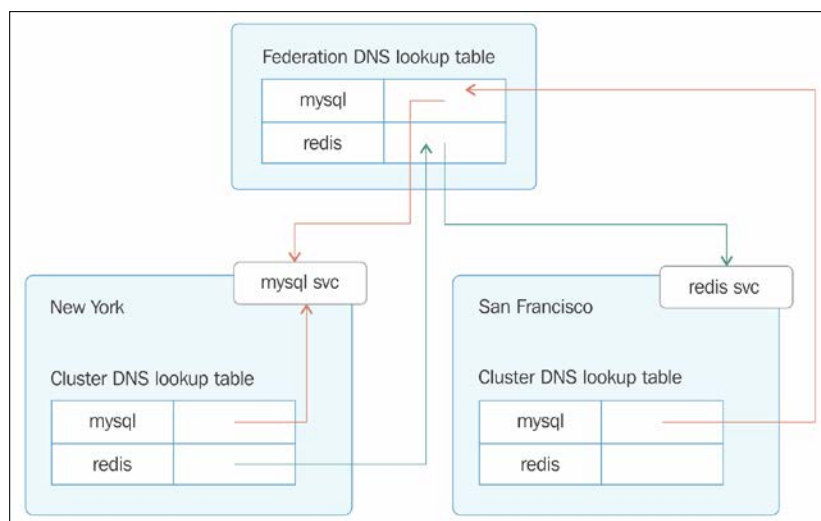 Federation DNS lookup table
mysql
redis
mysql svc
redis svc
New York
San Francisco
Cluster DNS lookup table
mysql
redis
Cluster DNS lookup table
mysql
redis